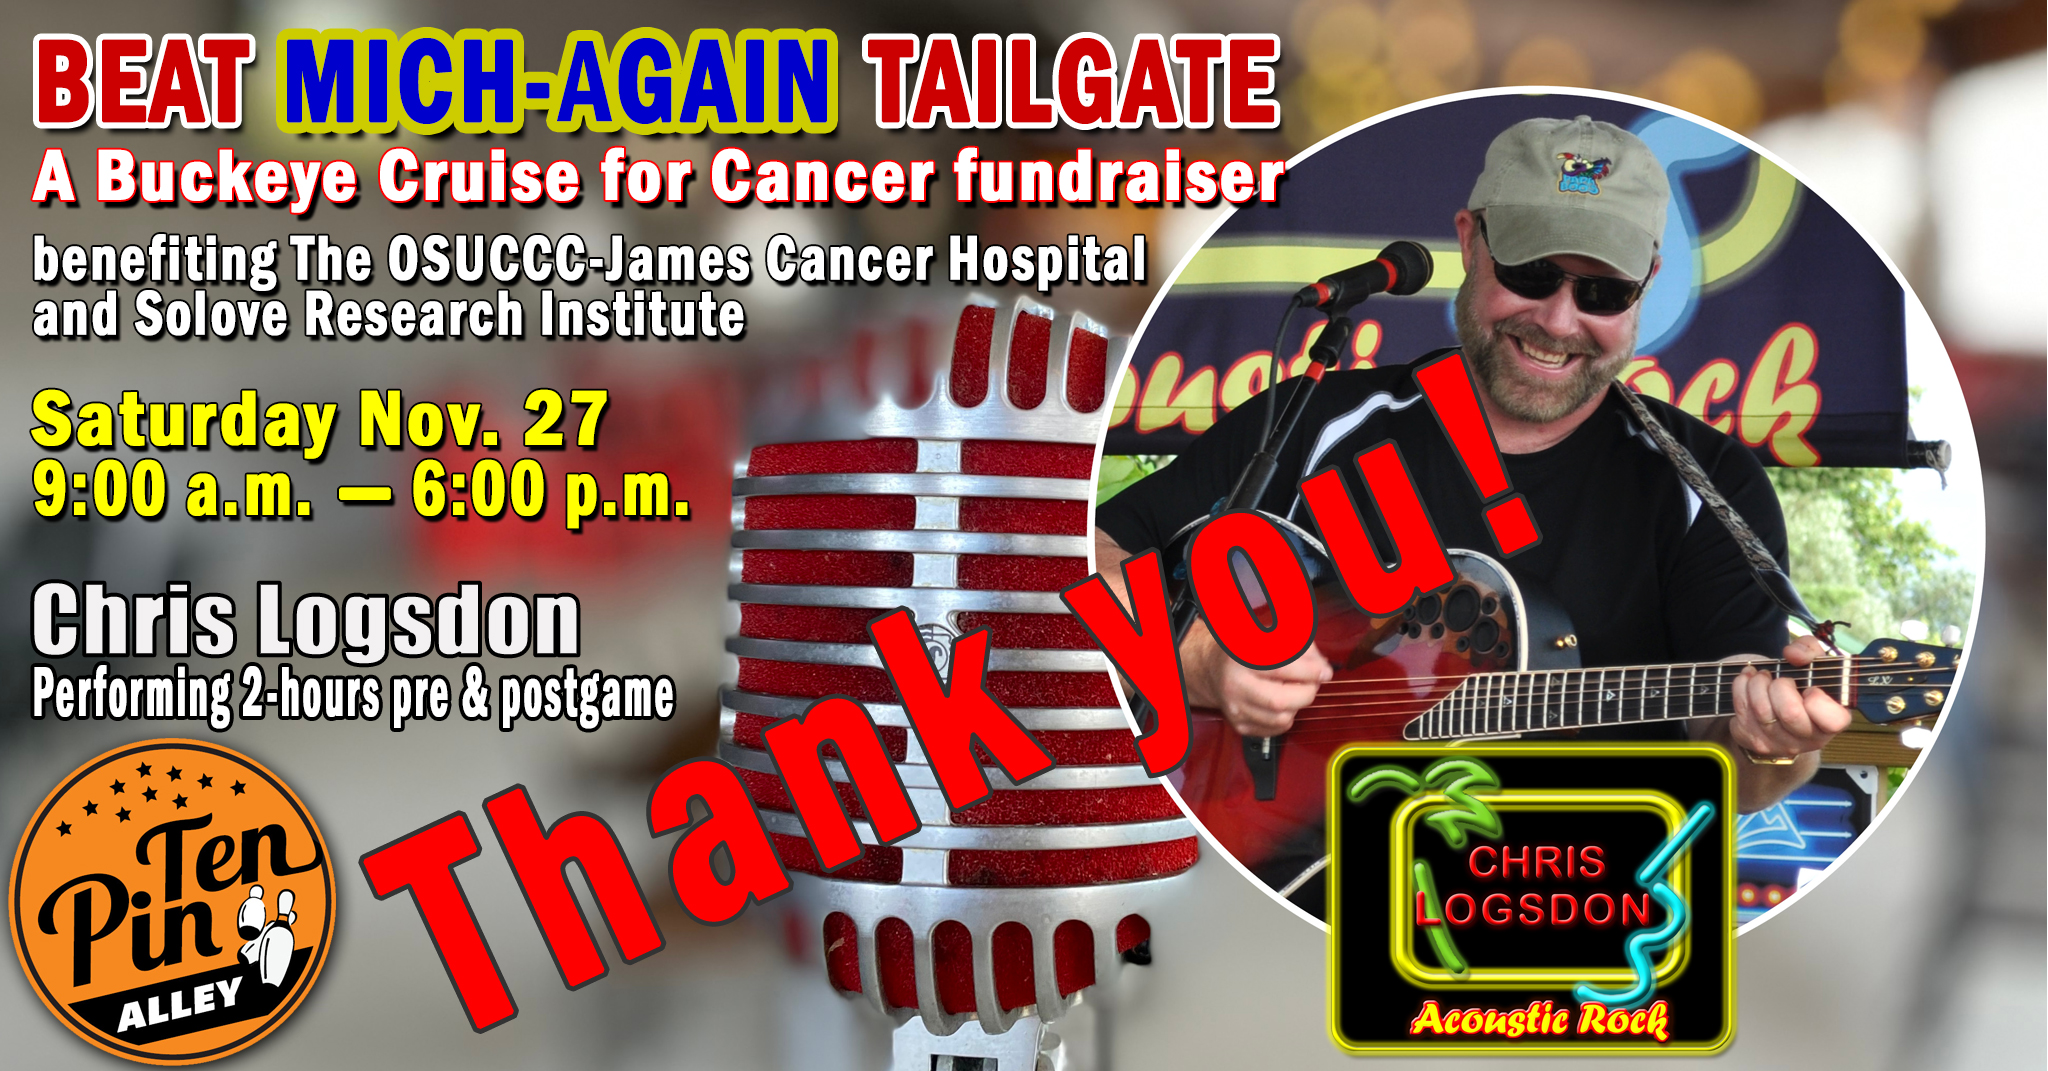 BEAT MICH-AGAIN TAILGATE
A Buckeye Cruise for Cancer fundraiser
benefiting The OSUCCC-James Cancer Hospital
and Solove Research Institute
Saturday Nov. 27
9:00 a.m. — 6:00 p.m.
Chris Logsdon
Performing 2-hours pre & postgame
Thank you!
Ten
Pin
ALLEY
CHRIS
LOGSDON
Acoustic Rock